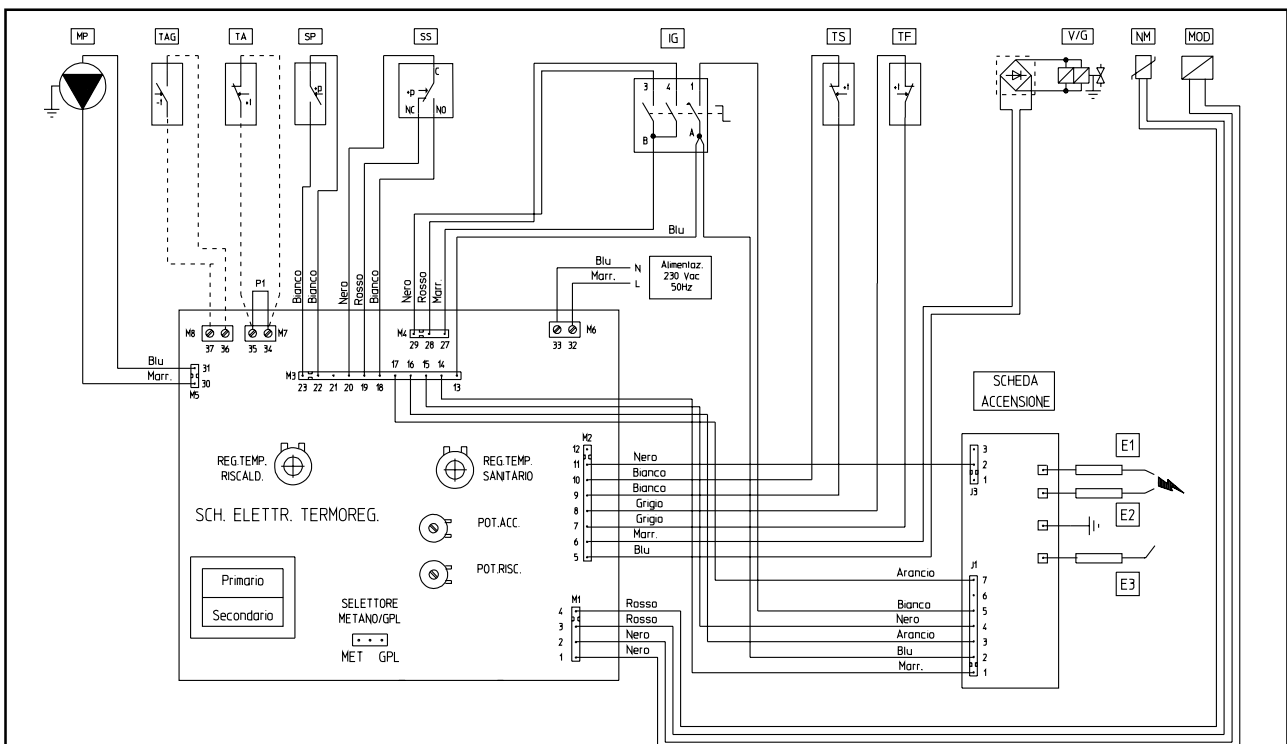 MP TAG TA SP SS IG TS TF V/G NM MOD
-t +t +p C +p NC NO
3 4 1
B A
+t +t
Blu
Bianco Bianco Nero Rosso Bianco Nero Rosso Marr.
Blu N
Marr. L
Alimentaz.
230 Vac
50Hz
P1
M8 M7 M4 M6
37 36 35 34 29 28 27 33 32
Blu 31
Marr. 30
M5
M3 17 16 15 14
23 22 21 20 19 18 13
SCHEDA
ACCENSIONE
REG.TEMP.
RISCALD.
REG.TEMP.
SANITARIO
SCH. ELETTR. TERMOREG.
POT.ACC.
POT.RISC.
Primario
Secondario
SELETTORE
METANO/GPL
MET GPL
M2
12
11 Nero
10 Bianco
9 Bianco
8 Grigio
7 Grigio
6 Marr.
5 Blu
M1
4 Rosso
3 Rosso
2 Nero
1 Nero
3
2
1
J3
E1
E2
E3
J1
Arancio 7
6
Bianco 5
Nero 4
Arancio 3
Blu 2
Marr. 1